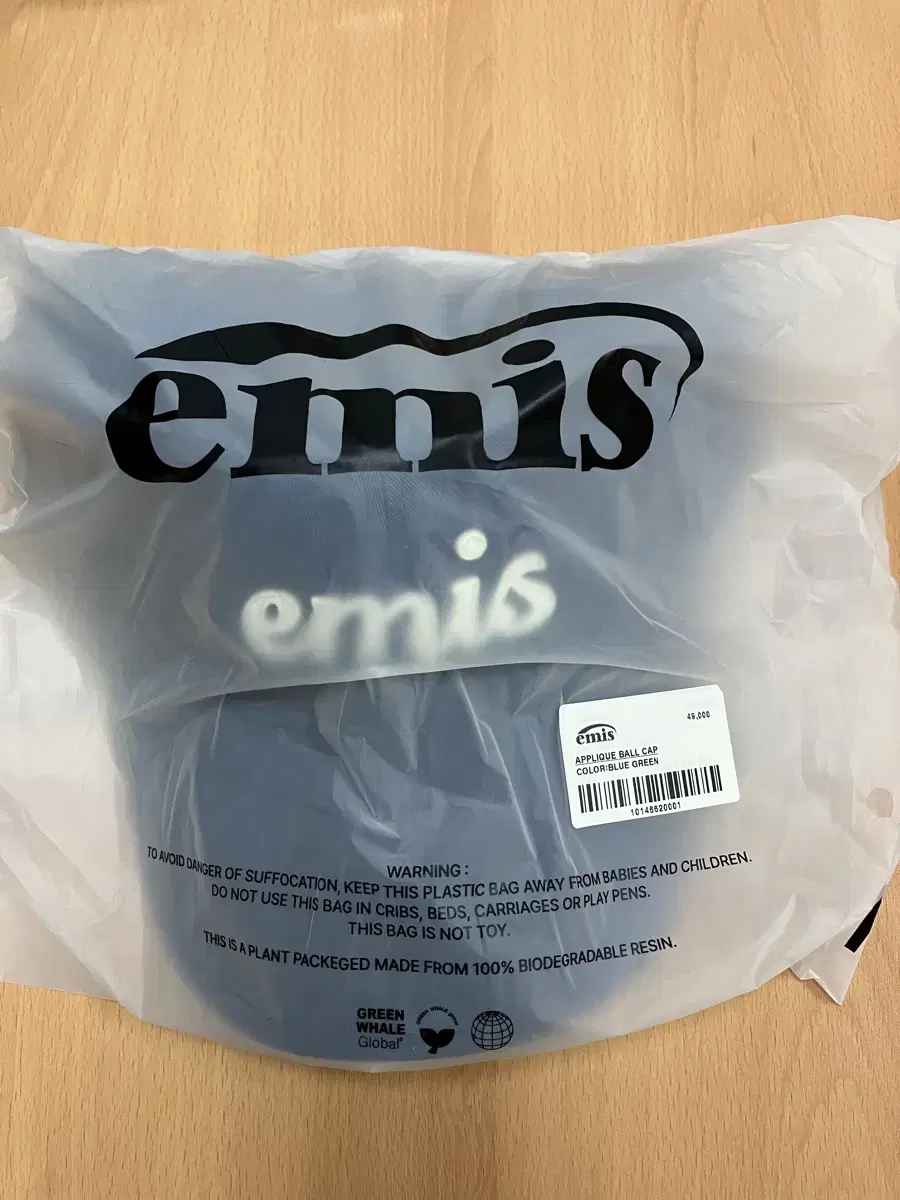 emis
emis
emis
49,000
APPLIQUE BALL CAP
COLOR:BLUE GREEN
10146620001
WARNING :
TO AVOID DANGER OF SUFFOCATION, KEEP THIS PLASTIC BAG AWAY FROM BABIES AND CHILDREN.
DO NOT USE THIS BAG IN CRIBS, BEDS, CARRIAGES OR PLAY PENS.
THIS BAG IS NOT TOY.
THIS IS A PLANT PACKEGED MADE FROM 100% BIODEGRADABLE RESIN.
GREEN
WHALE
Global®